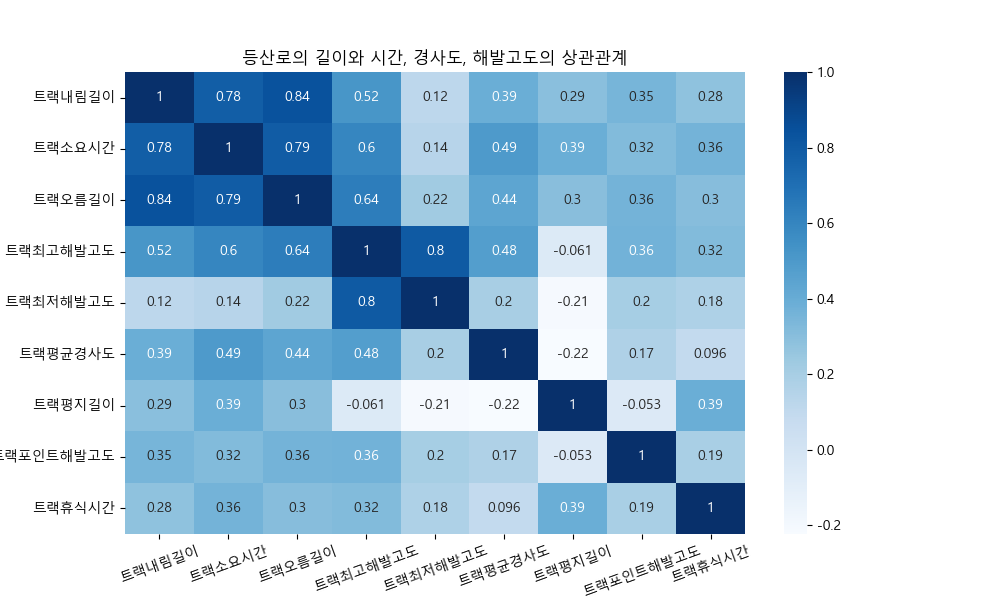 등산로의 길이와 시간, 경사도, 해발고도의 상관관계
트랙내림길이 1 0.78 0.84 0.52 0.12 0.39 0.29 0.35 0.28
트랙소요시간 0.78 1 0.79 0.6 0.14 0.49 0.39 0.32 0.36
트랙오름길이 0.84 0.79 1 0.64 0.22 0.44 0.3 0.36 0.3
트랙최고해발고도 0.52 0.6 0.64 1 0.8 0.48 -0.061 0.36 0.32
트랙최저해발고도 0.12 0.14 0.22 0.8 1 0.2 -0.21 0.2 0.18
트랙평균경사도 0.39 0.49 0.44 0.48 0.2 1 -0.22 0.17 0.096
트랙평지길이 0.29 0.39 0.3 -0.061 -0.21 -0.22 1 -0.053 0.39
트랙포인트해발고도 0.35 0.32 0.36 0.36 0.2 0.17 -0.053 1 0.19
트랙휴식시간 0.28 0.36 0.3 0.32 0.18 0.096 0.39 0.19 1
트랙내림길이 트랙소요시간 트랙오름길이 트랙최고해발고도 트랙최저해발고도 트랙평균경사도 트랙평지길이 트랙포인트해발고도 트랙휴식시간
1.0
0.8
0.6
0.4
0.2
0.0
-0.2